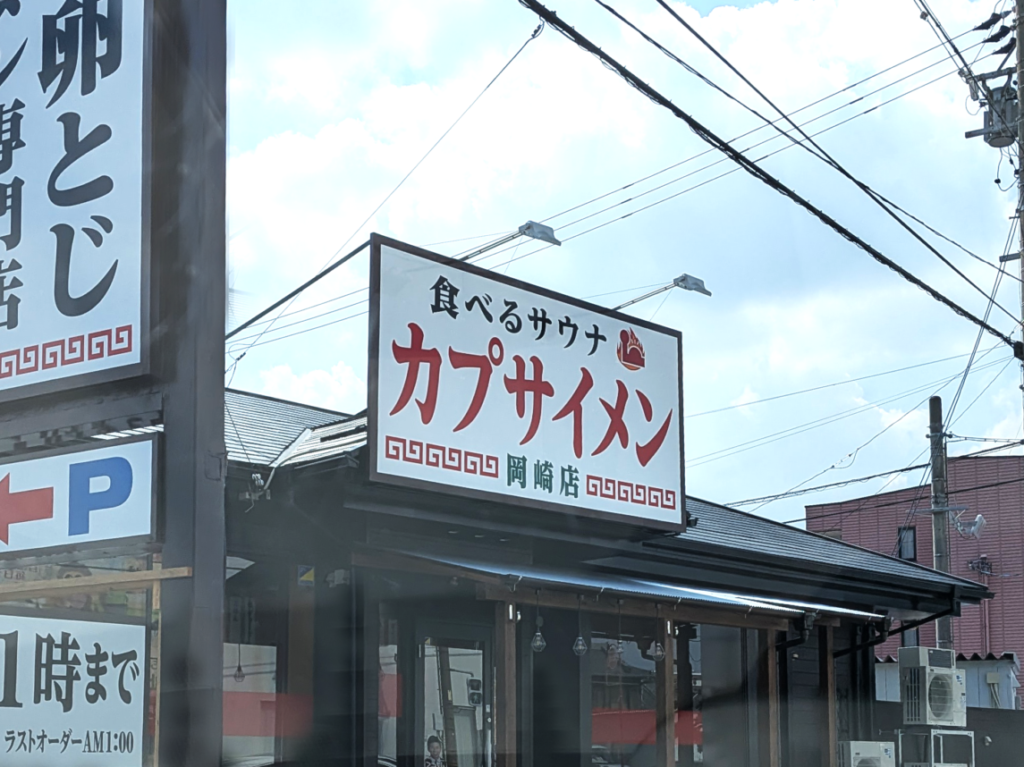 卵とじ
ン専門店
P
1時まで
ラストオーダーAM1:00
食べるサウナ
カプサイメン
岡崎店